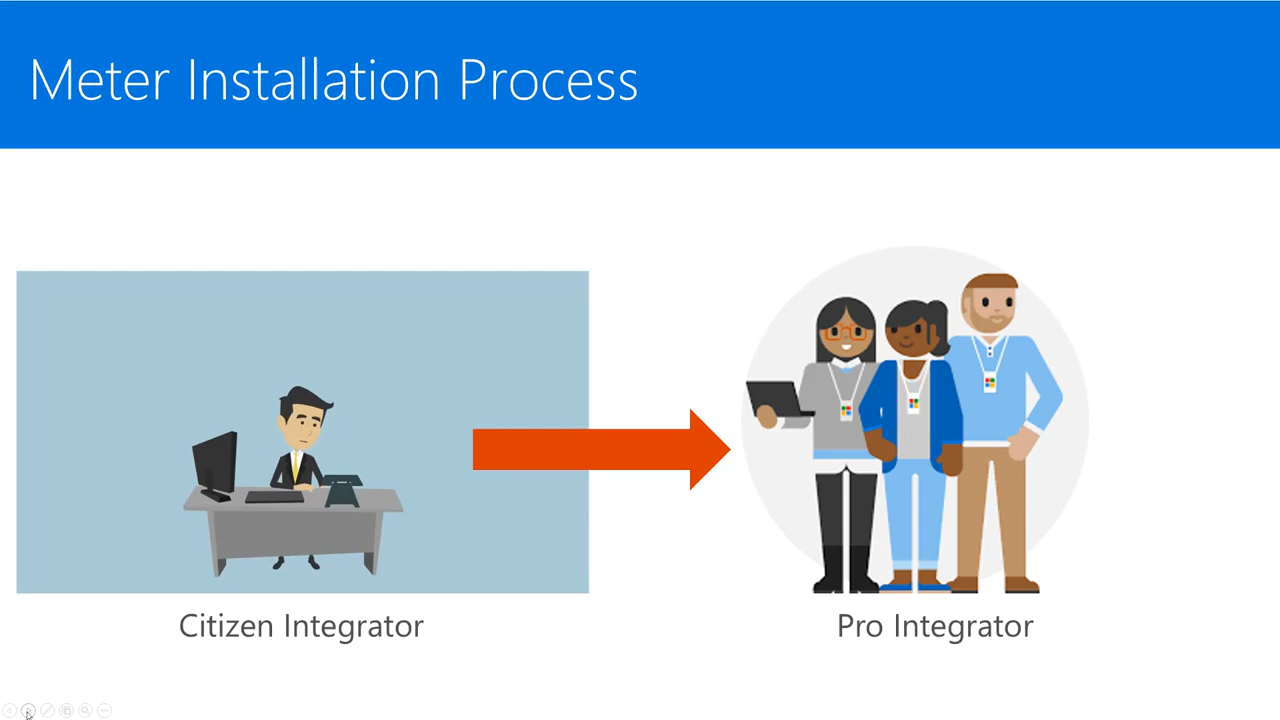 Meter Installation Process
Citizen Integrator
Pro Integrator